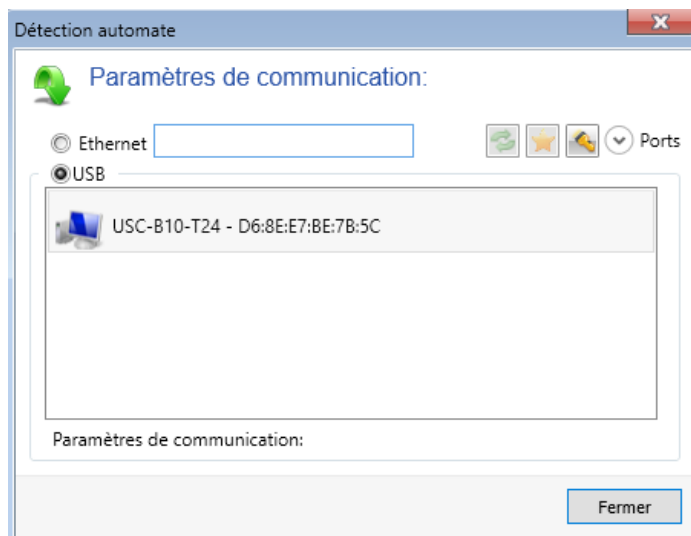 Détection automate
Paramètres de communication:
Ethernet
Ports
USB
USC-B10-T24 - D6:8E:E7:BE:7B:5C
Paramètres de communication:
Fermer